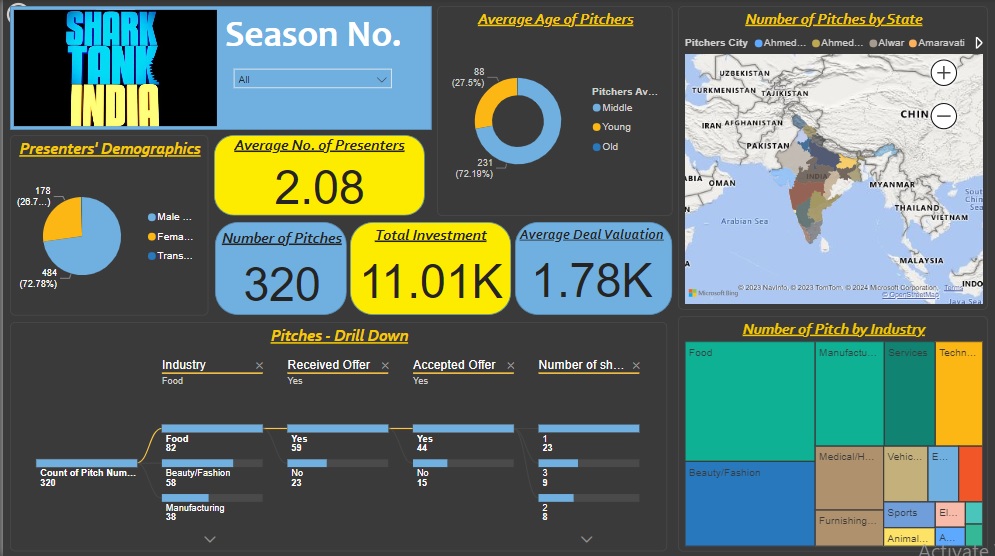 SHARK
TANK
INDIA
Season No.
All
Average Age of Pitchers
88
(27.5%)
231
(72.19%)
Pitchers Av...
Middle
Young
Old
Number of Pitches by State
Pitchers City Ahmed... Ahmed... Alwar Amaravati
UZBEKISTAN
TURKMENISTAN
TAJIKISTAN
CHIN
IRAN
AFGHANISTAN
PAKISTAN
INDIA
OMAN
MYANMAR
THAILAND
VIETNAM
Arabian Sea
MALAYSIA
INDO
Java Sea
Microsoft Bing
© 2023 NavInfo, © 2023 TomTom, © 2024 Microsoft Corporation, Terms
© OpenStreetMap
Presenters' Demographics
178
(26.7...)
484
(72.78%)
Male ...
Fema...
Trans...
Average No. of Presenters
2.08
Number of Pitches
320
Total Investment
11.01K
Average Deal Valuation
1.78K
Pitches - Drill Down
Industry
Food
Received Offer
Yes
Accepted Offer
Yes
Number of sh...
Count of Pitch Num...
320
Food
82
Beauty/Fashion
58
Manufacturing
38
Yes
59
No
23
Yes
44
No
15
1
23
3
9
2
8
Number of Pitch by Industry
Food
Manufactu...
Services
Techn...
Beauty/Fashion
Medical/H...
Vehic...
E...
Furnishing...
Sports
El...
Animal...
A...
Activate